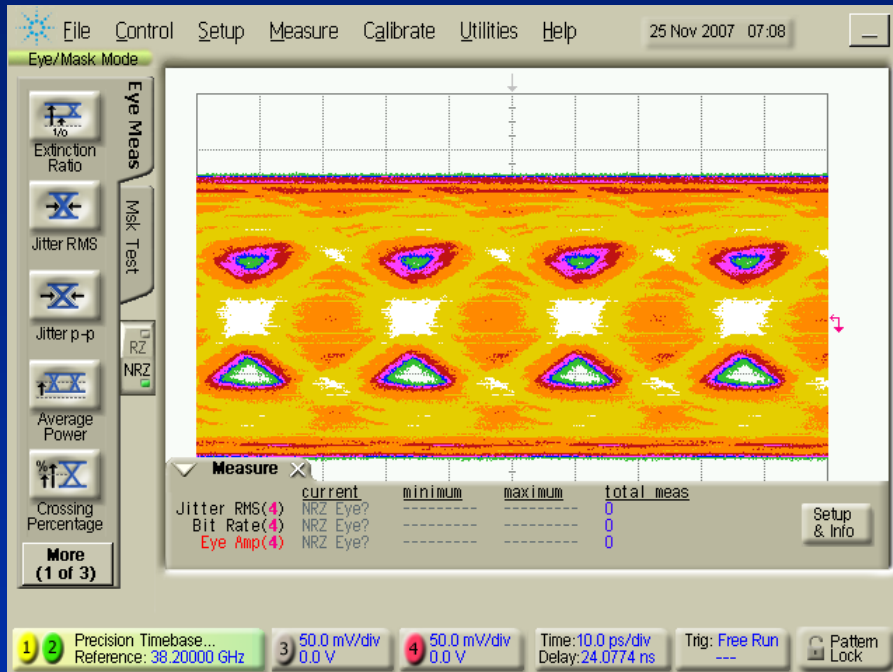 File Control Setup Measure Calibrate Utilities Help 25 Nov 2007 07:08
Eye/Mask Mode
Eye Meas
Msk Test
1/0
Extinction
Ratio
Jitter RMS
Jitter p-p
RZ
NRZ
Average
Power
%
Crossing
Percentage
More
(1 of 3)
Measure
current minimum maximum total meas
Jitter RMS(4) NRZ Eye? --------- --------- 0
Bit Rate(4) NRZ Eye? --------- --------- 0
Eye Amp(4) NRZ Eye? --------- --------- 0
Setup
& Info
1 2 Precision Timebase...
Reference: 38.20000 GHz
3 50.0 mV/div
0.0 V
4 50.0 mV/div
0.0 V
Time:10.0 ps/div
Delay:24.0774 ns
Trig: Free Run
---
Pattern
Lock